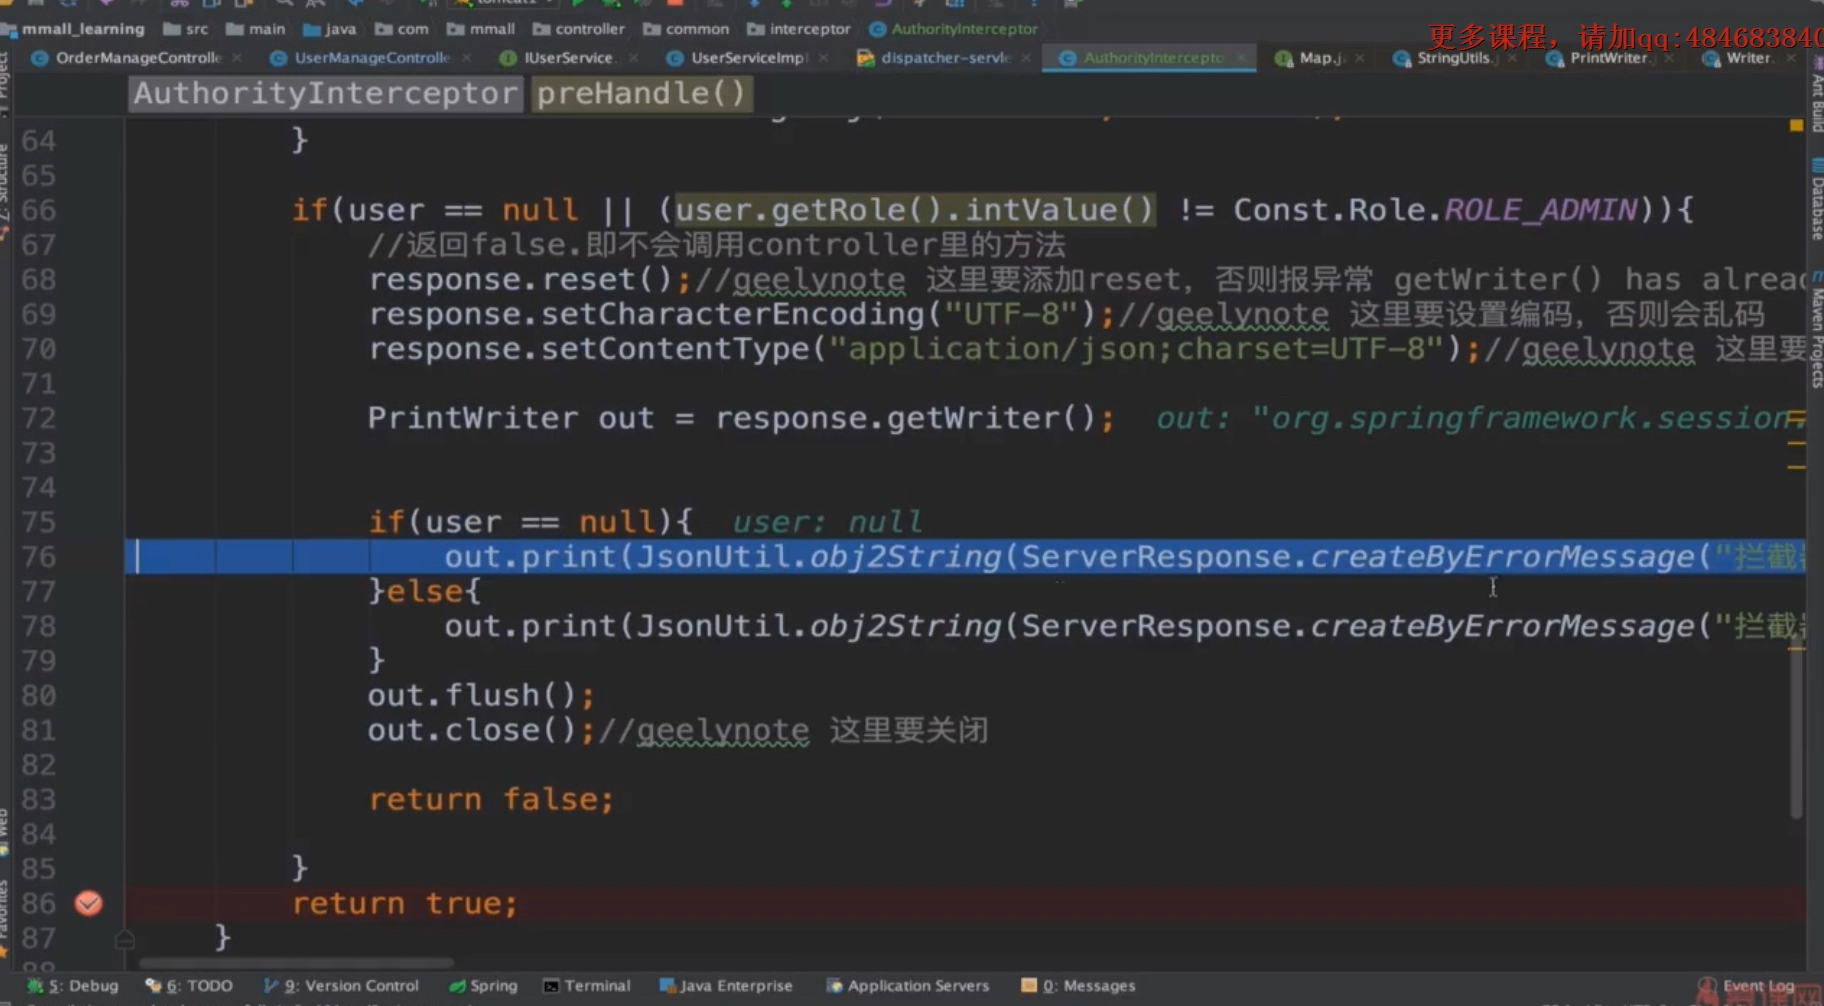 mmall_learning src main java com mmall controller common interceptor AuthorityInterceptor
更多课程，请加qq:484683840
OrderManageControlle UserManageControlle IUserService. UserServiceImpl dispatcher-servle AuthorityIntercepto Map.j StringUtils.j PrintWriter.j Writer.
AuthorityInterceptor preHandle()
64 }
65
66 if(user == null || (user.getRole().intValue() != Const.Role.ROLE_ADMIN)){
67 //返回false.即不会调用controller里的方法
68 response.reset();//geelynote 这里要添加reset，否则报异常 getWriter() has alread
69 response.setCharacterEncoding("UTF-8");//geelynote 这里要设置编码，否则会乱码
70 response.setContentType("application/json;charset=UTF-8");//geelynote 这里要
71
72 PrintWriter out = response.getWriter(); out: "org.springframework.session.
73
74
75 if(user == null){ user: null
76 out.print(JsonUtil.obj2String(ServerResponse.createByErrorMessage("拦截
77 }else{
78 out.print(JsonUtil.obj2String(ServerResponse.createByErrorMessage("拦截
79 }
80 out.flush();
81 out.close();//geelynote 这里要关闭
82
83 return false;
84
85 }
86 return true;
87 }
Ant Build
Database
Maven Projects
5: Debug 6: TODO 9: Version Control Spring Terminal Java Enterprise Application Servers 0: Messages Event Log